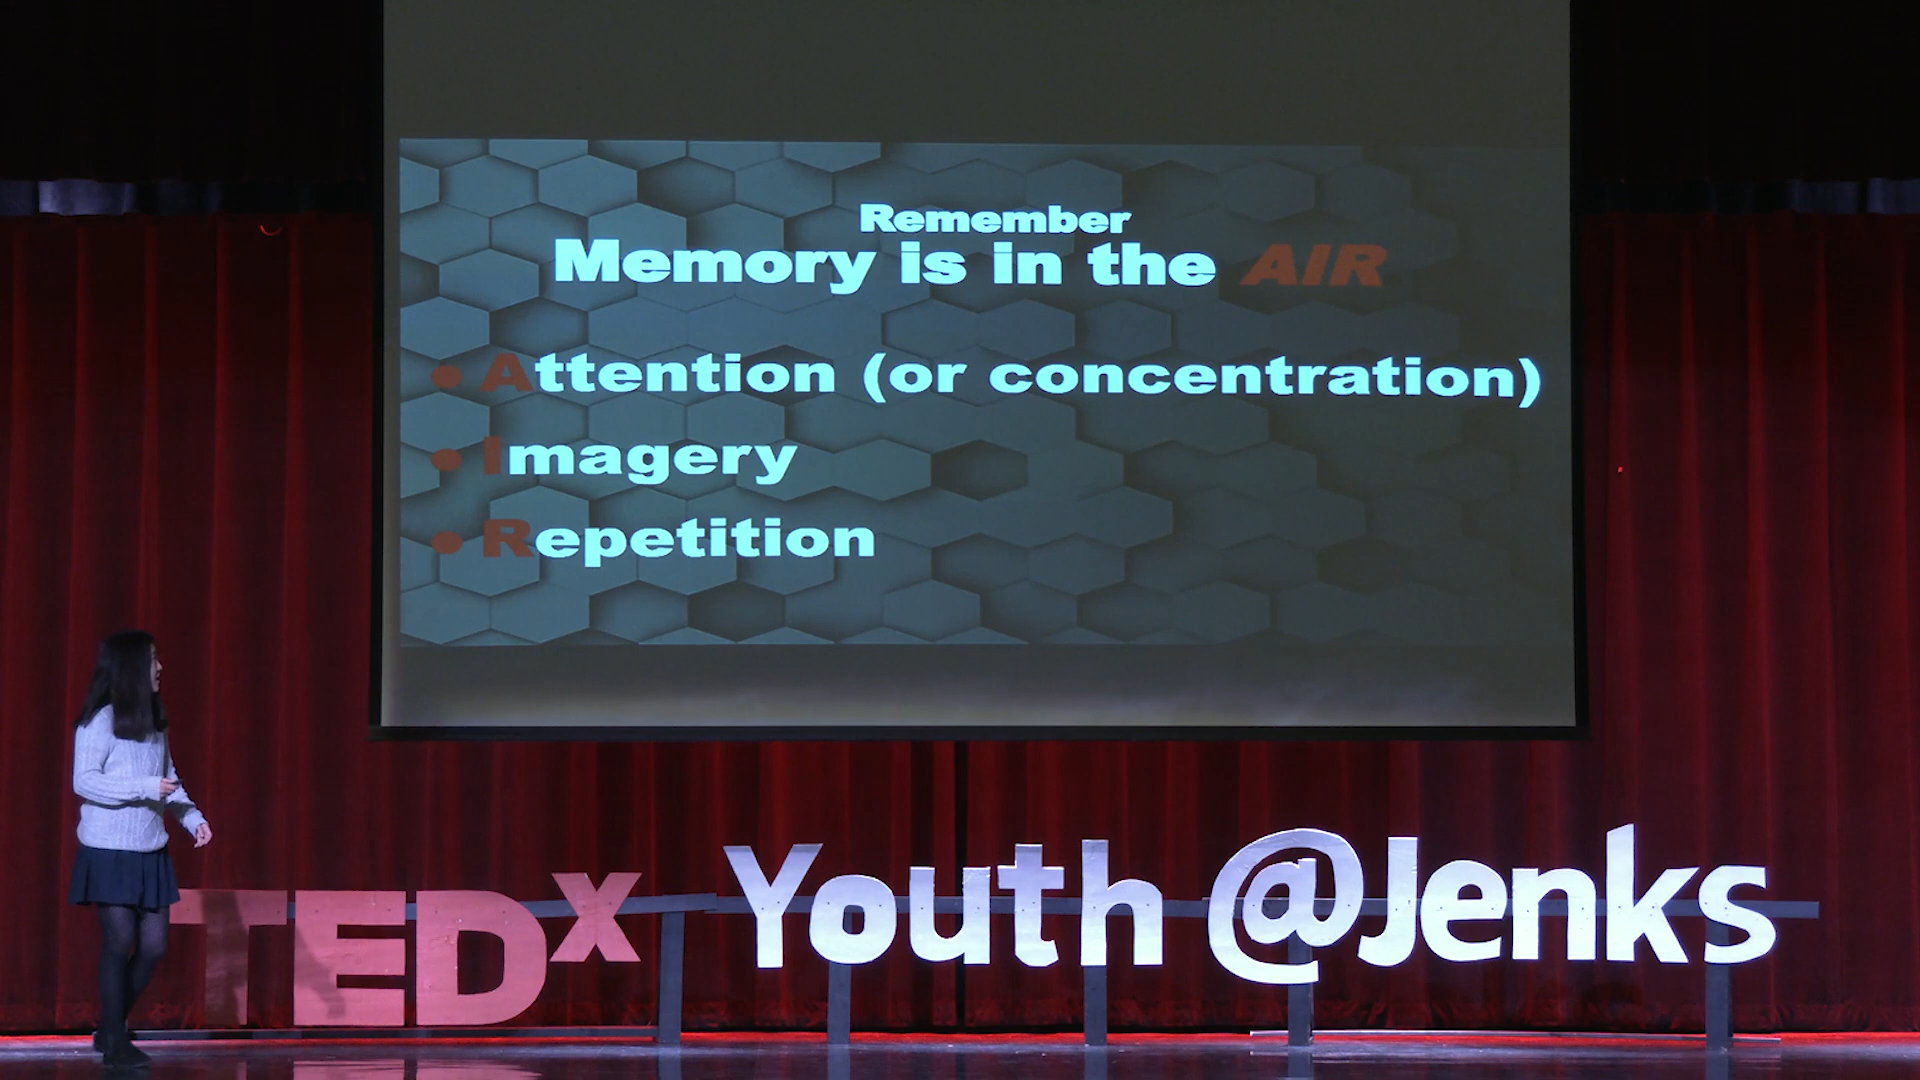 Remember
Memory is in the AIR
• Attention (or concentration)
• Imagery
• Repetition
TEDx Youth @Jenks